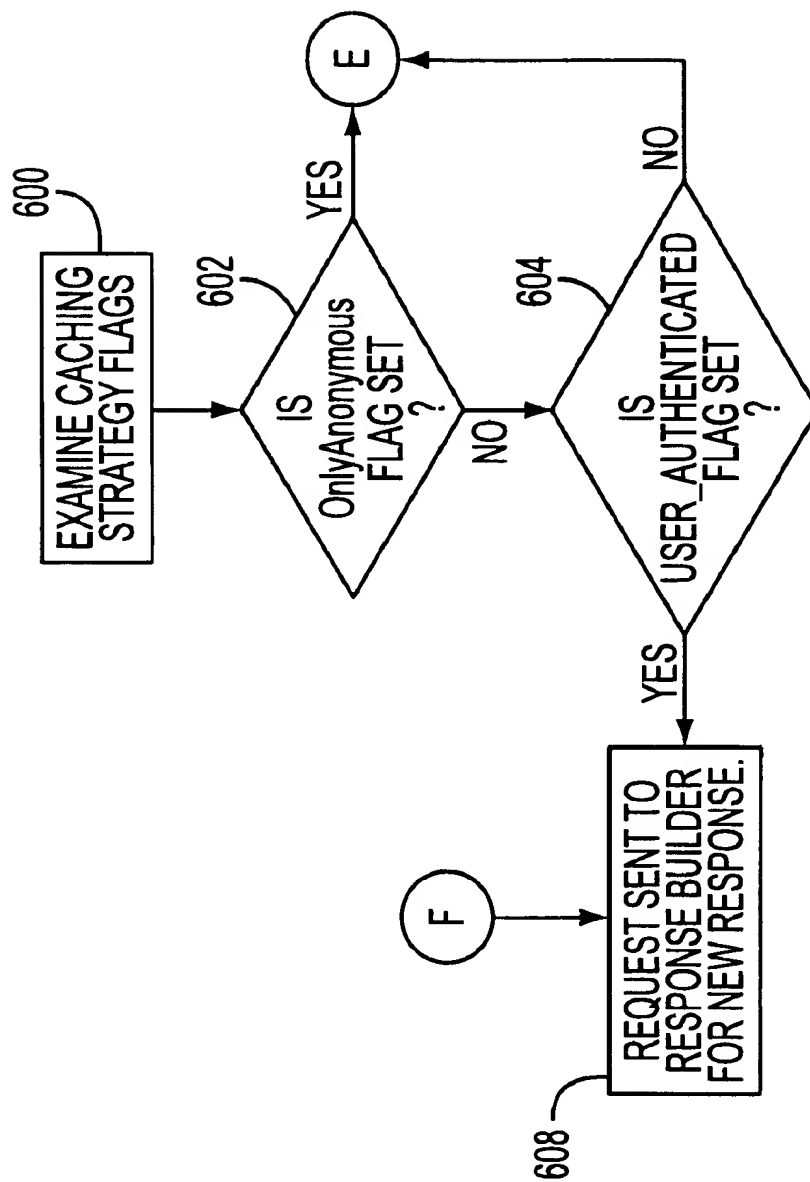 600
EXAMINE CACHING
STRATEGY FLAGS
602
IS
OnlyAnonymous
FLAG SET
?
YES
E
NO
604
IS
USER_AUTHENTICATED
FLAG SET
?
NO
YES
F
608
REQUEST SENT TO
RESPONSE BUILDER
FOR NEW RESPONSE.